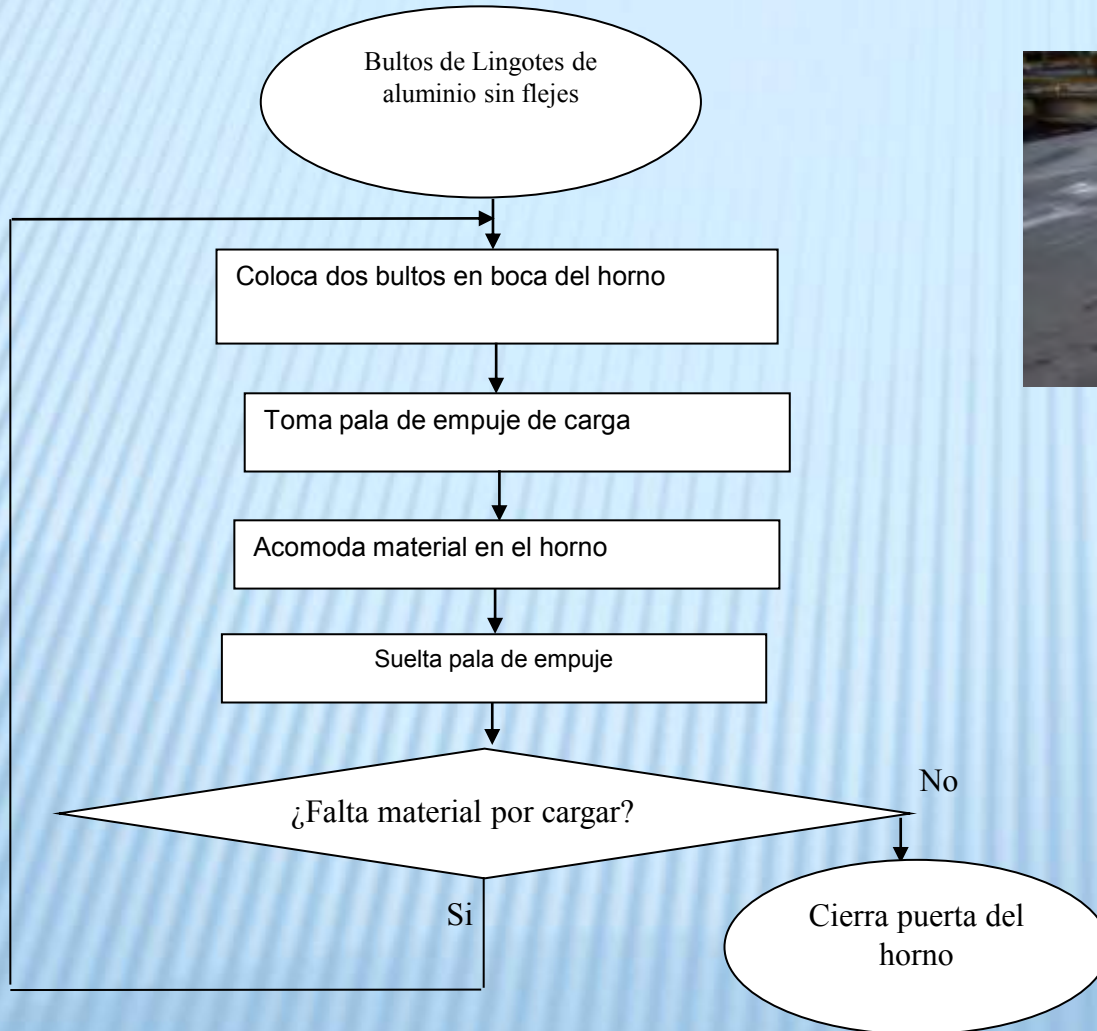 Bultos de Lingotes de
aluminio sin flejes
Coloca dos bultos en boca del horno
Toma pala de empuje de carga
Acomoda material en el horno
Suelta pala de empuje
¿Falta material por cargar?
No
Si
Cierra puerta del
horno